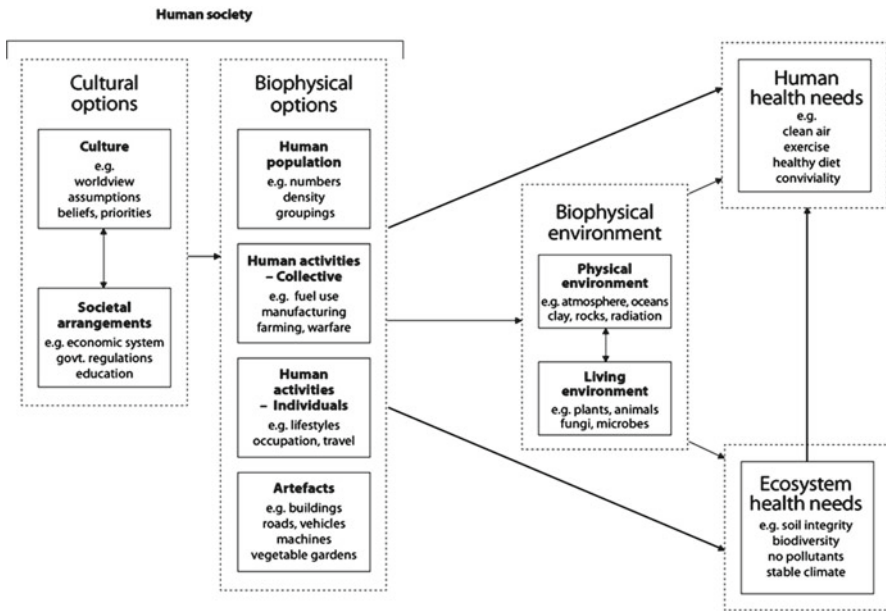 Human society
Cultural
options
Culture
e.g.
worldview
assumptions
beliefs, priorities
Societal
arrangements
e.g. economic system
govt. regulations
education
Biophysical
options
Human
population
e.g. numbers
density
groupings
Human activities
– Collective
e.g. fuel use
manufacturing
farming, warfare
Human
activities
– Individuals
e.g. lifestyles
occupation, travel
Artefacts
e.g. buildings
roads, vehicles
machines
vegetable gardens
Biophysical
environment
Physical
environment
e.g. atmosphere, oceans
clay, rocks, radiation
Living
environment
e.g. plants, animals
fungi, microbes
Human
health needs
e.g.
clean air
exercise
healthy diet
conviviality
Ecosystem
health needs
e.g. soil integrity
biodiversity
no pollutants
stable climate